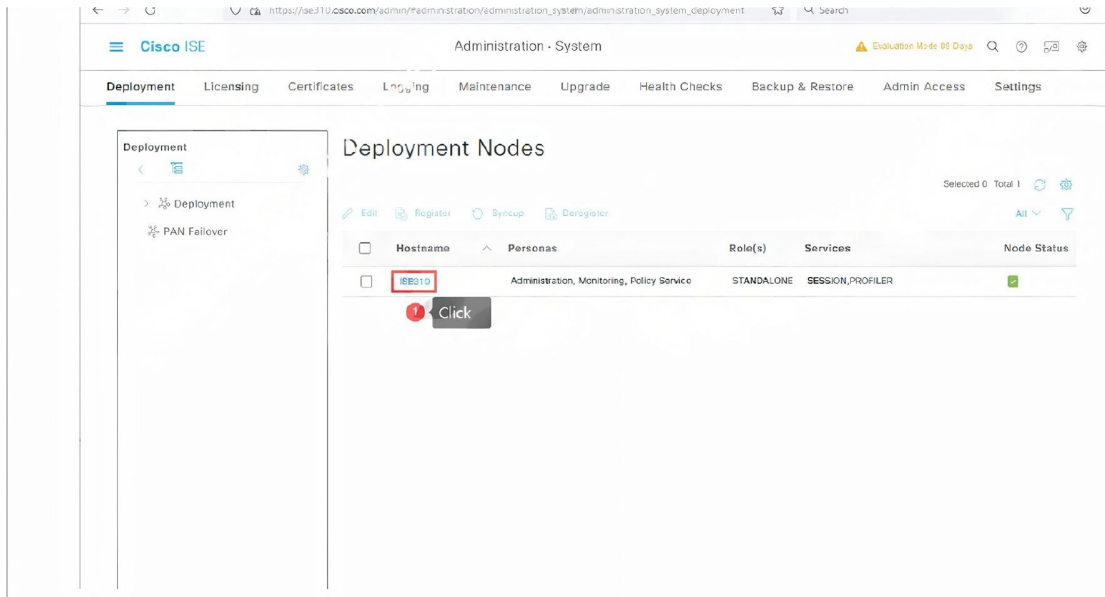 https://ise310.cisco.com/admin/#administration/administration_system/administration_system_deployment
Search
Cisco ISE
Administration · System
Evaluation Mode 89 Days
Deployment Licensing Certificates Logging Maintenance Upgrade Health Checks Backup & Restore Admin Access Settings
Deployment
Deployment
PAN Failover
Deployment Nodes
Selected 0 Total 1
Edit Register Syncup Deregister
All
Hostname Personas Role(s) Services Node Status
ISE310 Administration, Monitoring, Policy Service STANDALONE SESSION,PROFILER
1 Click